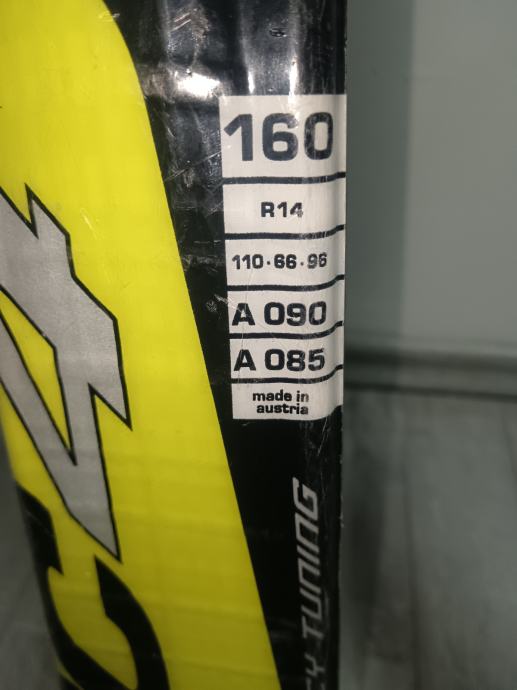 160
R14
110·66·96
A 090
A 085
made in
austria
TUNING